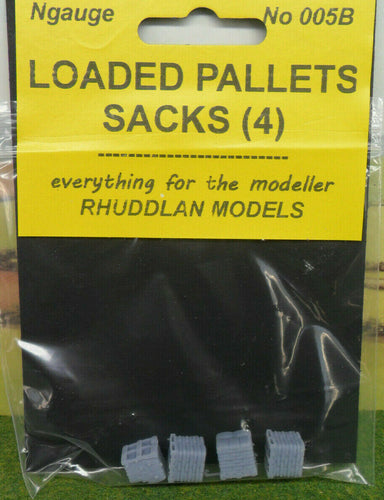 Ngauge No 005B
LOADED PALLETS
SACKS (4)
---------------------------
everything for the modeller
RHUDDLAN MODELS